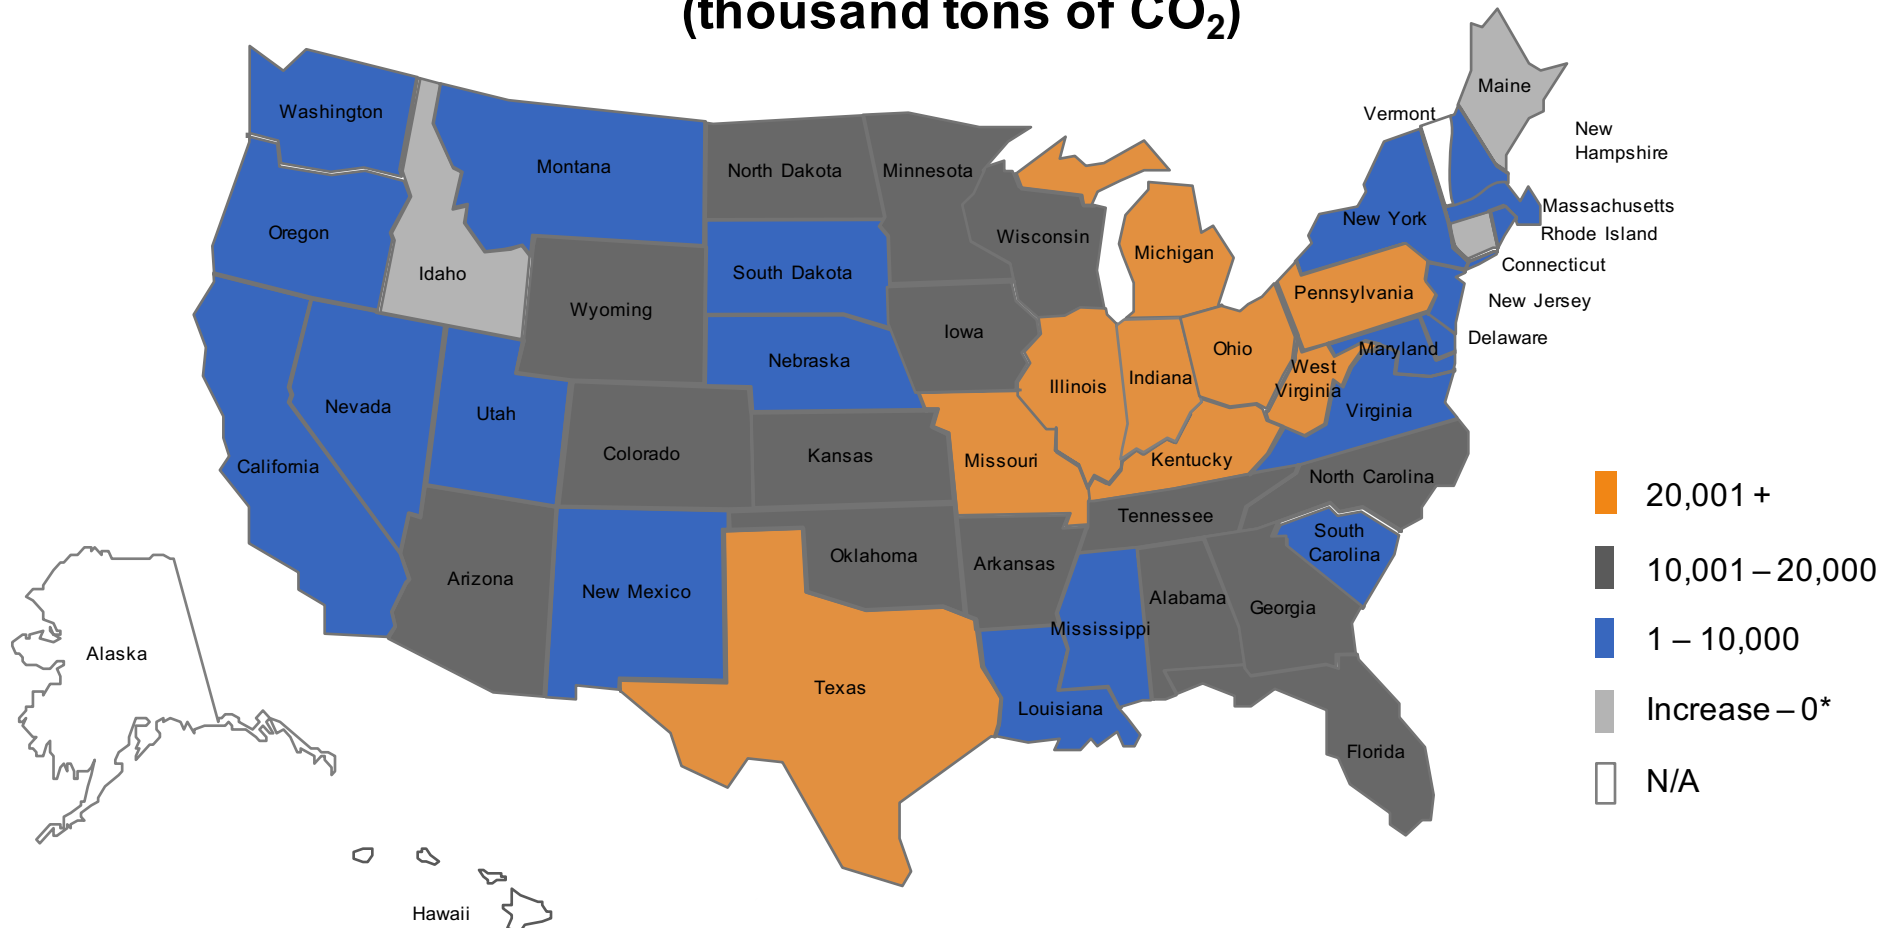 (thousand tons of CO₂)
Maine
Vermont
New
Hampshire
Washington
Montana
North Dakota
Minnesota
Massachusetts
New York
Rhode Island
Oregon
Wisconsin
Michigan
Connecticut
Idaho
South Dakota
Pennsylvania
New Jersey
Wyoming
Iowa
Delaware
Ohio
Maryland
Nebraska
West
Virginia
Illinois
Indiana
Nevada
Utah
Virginia
Colorado
Kansas
Missouri
Kentucky
California
North Carolina
20,001 +
Tennessee
South
Carolina
Oklahoma
Arkansas
10,001 – 20,000
Arizona
New Mexico
Alabama
Georgia
Mississippi
1 – 10,000
Alaska
Texas
Louisiana
Increase – 0*
Florida
N/A
Hawaii